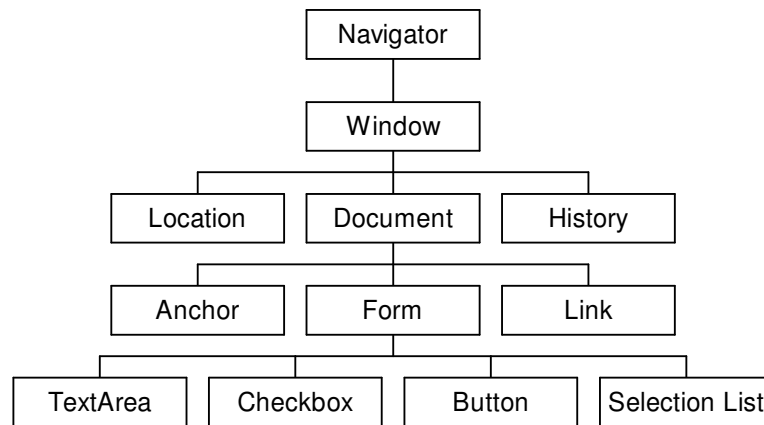 Navigator
Window
Location
Document
History
Anchor
Form
Link
TextArea
Checkbox
Button
Selection List